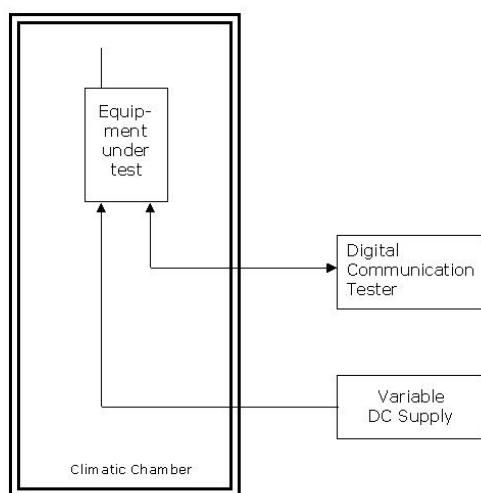 Equip-
ment
under
test
Digital
Communication
Tester
Variable
DC Supply
Climatic Chamber